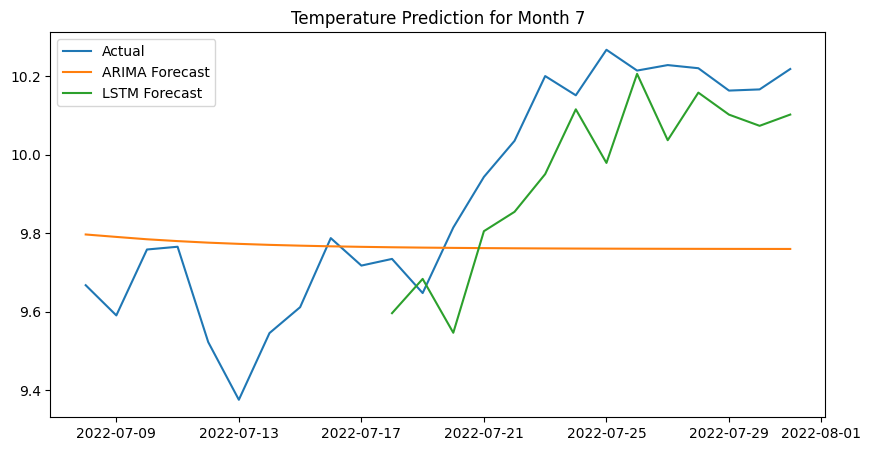 Temperature Prediction for Month 7
Actual
ARIMA Forecast
LSTM Forecast
10.2
10.0
9.8
9.6
9.4
2022-07-09 2022-07-13 2022-07-17 2022-07-21 2022-07-25 2022-07-29 2022-08-01